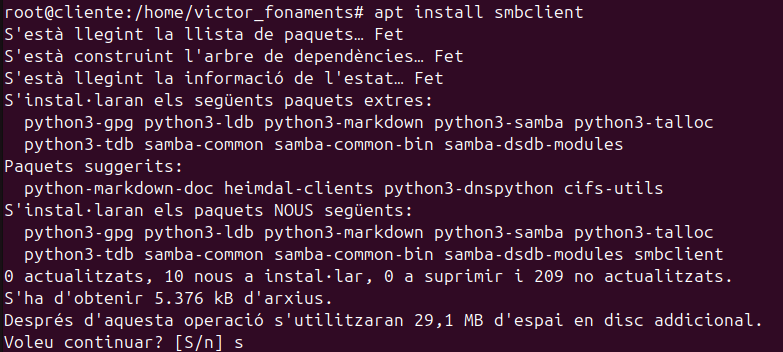 root@cliente:/home/victor_fonaments# apt install smbclient
S'està llegint la llista de paquets… Fet
S'està construint l'arbre de dependències… Fet
S'està llegint la informació de l'estat… Fet
S'instal·laran els següents paquets extres:
  python3-gpg python3-ldb python3-markdown python3-samba python3-talloc
  python3-tdb samba-common samba-common-bin samba-dsdb-modules
Paquets suggerits:
  python-markdown-doc heimdal-clients python3-dnspython cifs-utils
S'instal·laran els paquets NOUS següents:
  python3-gpg python3-ldb python3-markdown python3-samba python3-talloc
  python3-tdb samba-common samba-common-bin samba-dsdb-modules smbclient
0 actualitzats, 10 nous a instal·lar, 0 a suprimir i 209 no actualitzats.
S'ha d'obtenir 5.376 kB d'arxius.
Després d'aquesta operació s'utilitzaran 29,1 MB d'espai en disc addicional.
Voleu continuar? [S/n] s